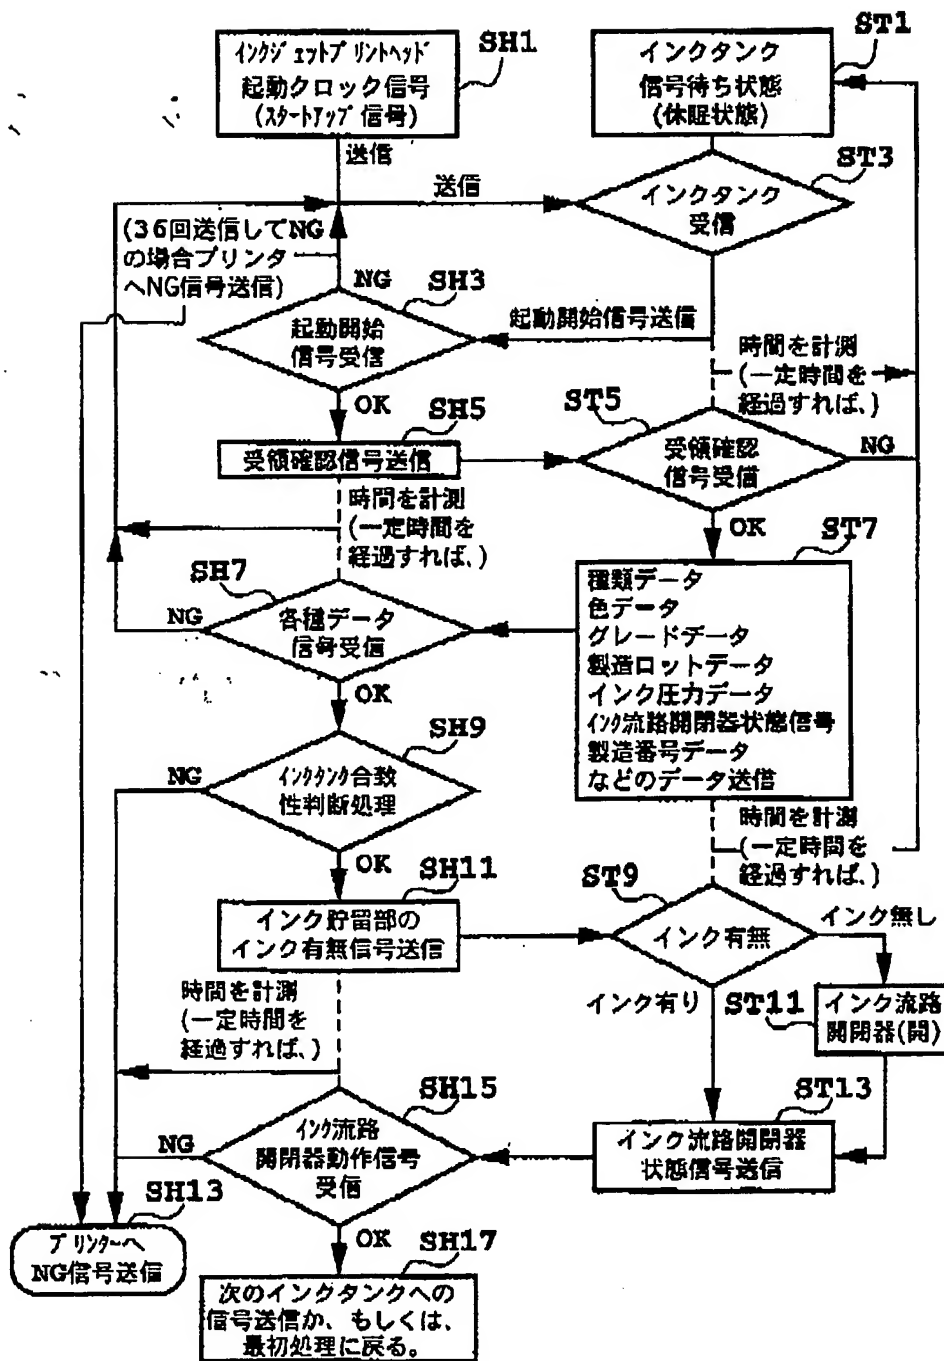 SH1
インクジェットプリントヘッド
起動クロック信号
(スタートアップ信号)
ST1
インクタンク
信号待ち状態
(休眠状態)
送信
送信
ST3
インクタンク
受信
(36回送信してNG
の場合プリンタ
へNG信号送信)
NG
SH3
起動開始
信号受信
起動開始信号送信
時間を計測
(一定時間を
経過すれば、)
OK
SH5
受領確認信号送信
ST5
受領確認
信号受信
NG
時間を計測
(一定時間を
経過すれば、)
OK
ST7
種類データ
色データ
グレードデータ
製造ロットデータ
インク圧力データ
インク流路開閉器状態信号
製造番号データ
などのデータ送信
SH7
NG
各種データ
信号受信
OK
SH9
NG
インクタンク合致
性判断処理
時間を計測
(一定時間を
経過すれば、)
OK
SH11
インク貯留部の
インク有無信号送信
ST9
インク有無
インク無し
インク有り
ST11
インク流路
開閉器(開)
時間を計測
(一定時間を
経過すれば、)
SH15
NG
インク流路
開閉器動作信号
受信
ST13
インク流路開閉器
状態信号送信
SH13
プリンターへ
NG信号送信
OK
SH17
次のインクタンクへの
信号送信か、もしくは、
最初処理に戻る。